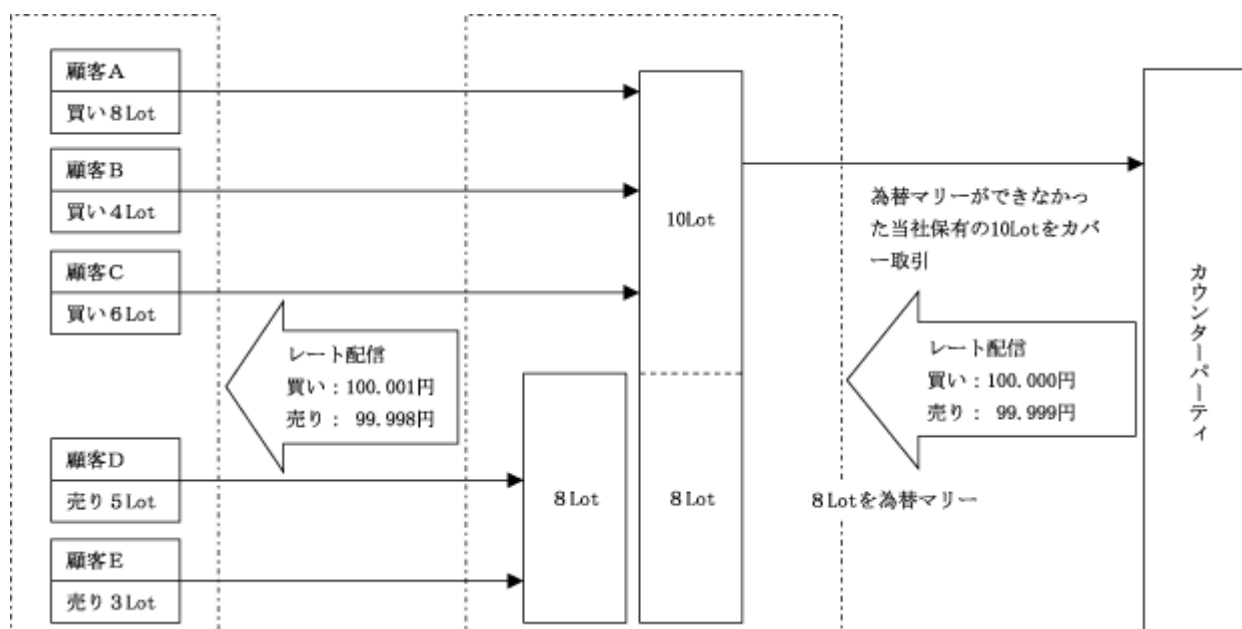 顧客A
買い8Lot
顧客B
買い4Lot
顧客C
買い6Lot
顧客D
売り5Lot
顧客E
売り3Lot
レート配信
買い：100.001円
売り： 99.998円
10Lot
8Lot
8Lot
為替マリーができなかっ
た当社保有の10Lotをカバ
ー取引
レート配信
買い：100.000円
売り： 99.999円
8Lotを為替マリー
カウンターパーティ